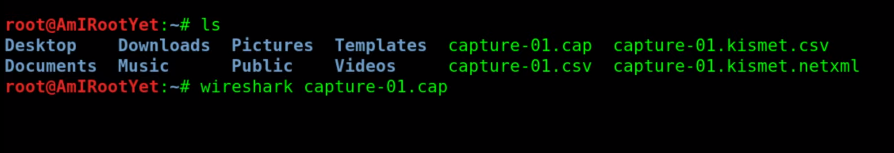 root@AmIRootYet:~# ls
Desktop    Downloads  Pictures  Templates  capture-01.cap  capture-01.kismet.csv
Documents  Music      Public    Videos     capture-01.csv  capture-01.kismet.netxml
root@AmIRootYet:~# wireshark capture-01.cap